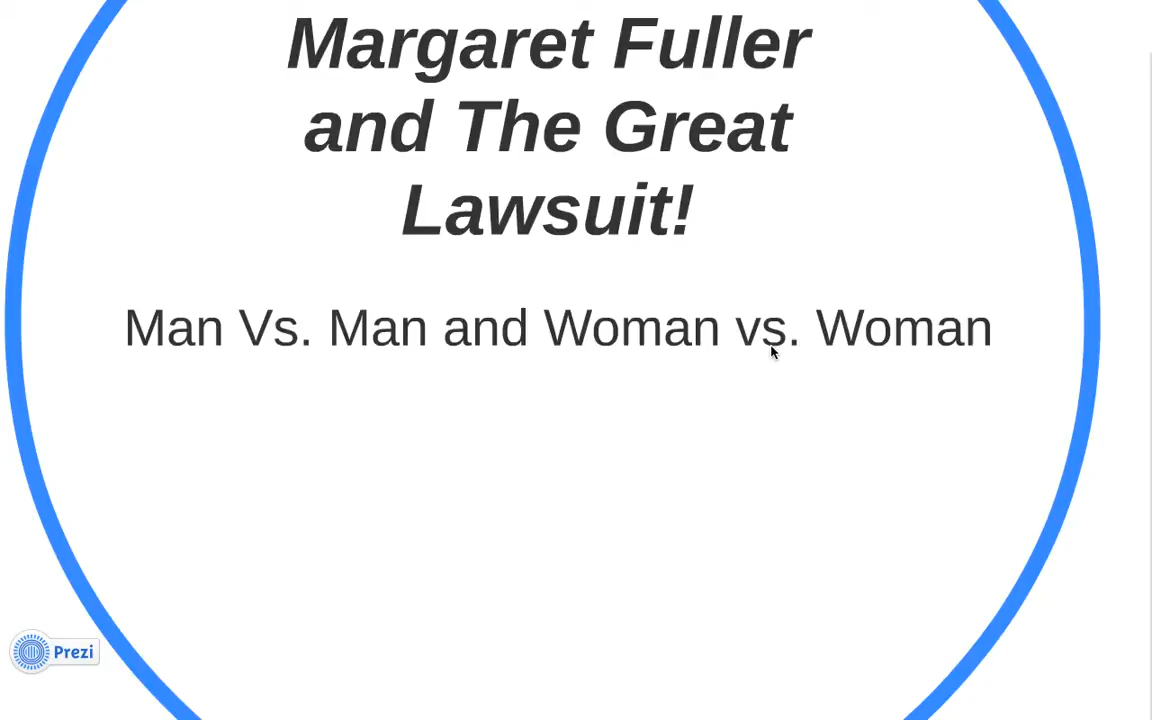 Margaret Fuller
and The Great
Lawsuit!
Man Vs. Man and Woman vs. Woman
Prezi